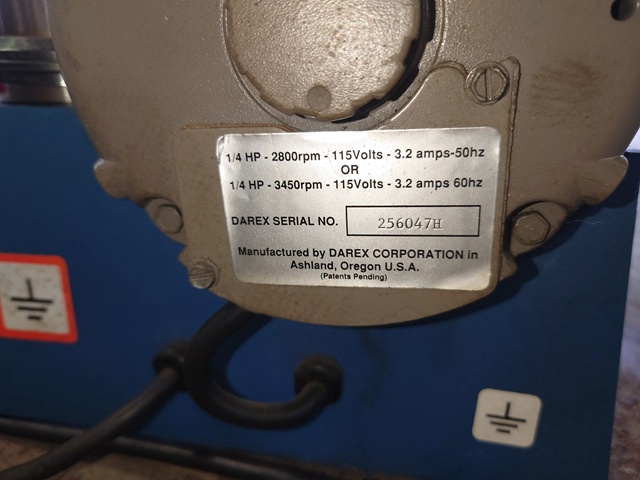 1/4 HP - 2800rpm - 115Volts - 3.2 amps-50hz
OR
1/4 HP - 3450rpm - 115Volts - 3.2 amps 60hz
DAREX SERIAL NO. 256047H
Manufactured by DAREX CORPORATION in
Ashland, Oregon U.S.A.
(Patents Pending)